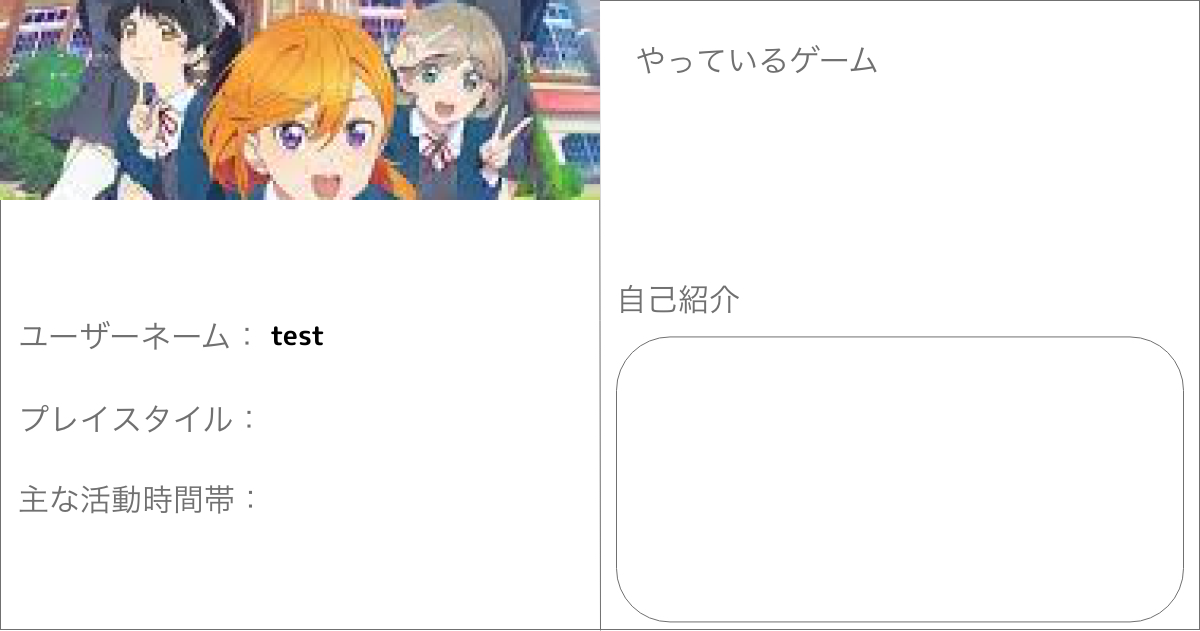 ユーザーネーム： test
プレイスタイル：
主な活動時間帯：
やっているゲーム
自己紹介